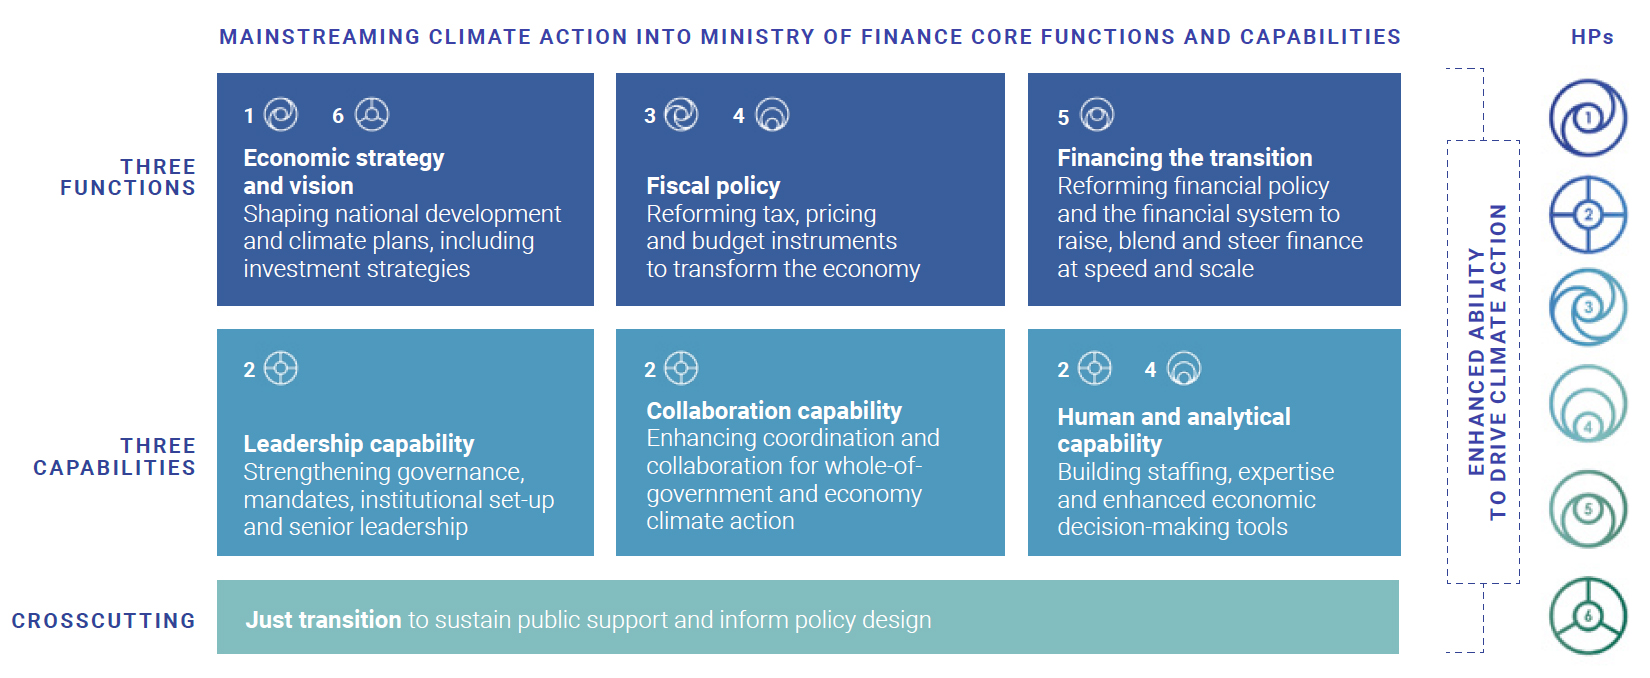 MAINSTREAMING CLIMATE ACTION INTO MINISTRY OF FINANCE CORE FUNCTIONS AND CAPABILITIES
HPs
THREE
FUNCTIONS
1 6
Economic strategy
and vision
Shaping national development
and climate plans, including
investment strategies
3 4
Fiscal policy
Reforming tax, pricing
and budget instruments
to transform the economy
5
Financing the transition
Reforming financial policy
and the financial system to
raise, blend and steer finance
at speed and scale
THREE
CAPABILITIES
2
Leadership capability
Strengthening governance,
mandates, institutional set-up
and senior leadership
2
Collaboration capability
Enhancing coordination and
collaboration for whole-of-
government and economy
climate action
2 4
Human and analytical
capability
Building staffing, expertise
and enhanced economic
decision-making tools
CROSSCUTTING
Just transition to sustain public support and inform policy design
ENHANCED ABILITY
TO DRIVE CLIMATE ACTION
1
2
3
4
5
6